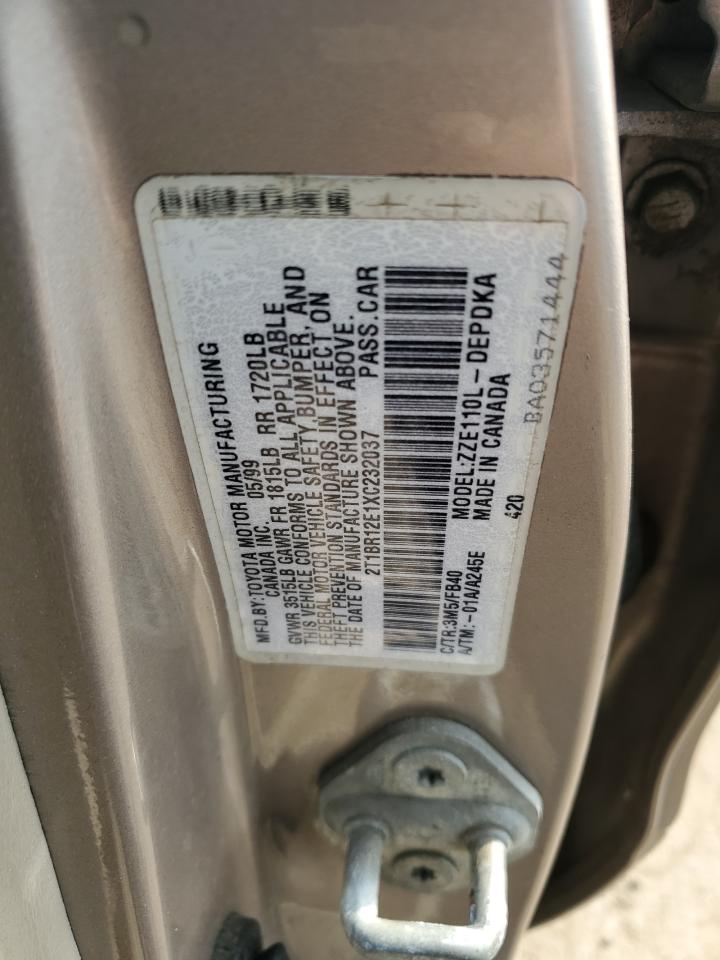 MFD.BY:TOYOTA MOTOR MANUFACTURING
CANADA INC. 05/99
GVWR 3515LB GAWR FR 1815LB RR 1720LB
THIS VEHICLE CONFORMS TO ALL APPLICABLE
FEDERAL MOTOR VEHICLE SAFETY, BUMPER, AND
THEFT PREVENTION STANDARDS IN EFFECT ON
THE DATE OF MANUFACTURE SHOWN ABOVE.
2T1BR12E1XC232037 PASS.CAR
C/TR:3M5/FB40 MODEL:ZZE110L-DEPDKA
A/TM:-01A/A245E MADE IN CANADA
420
BA03571444